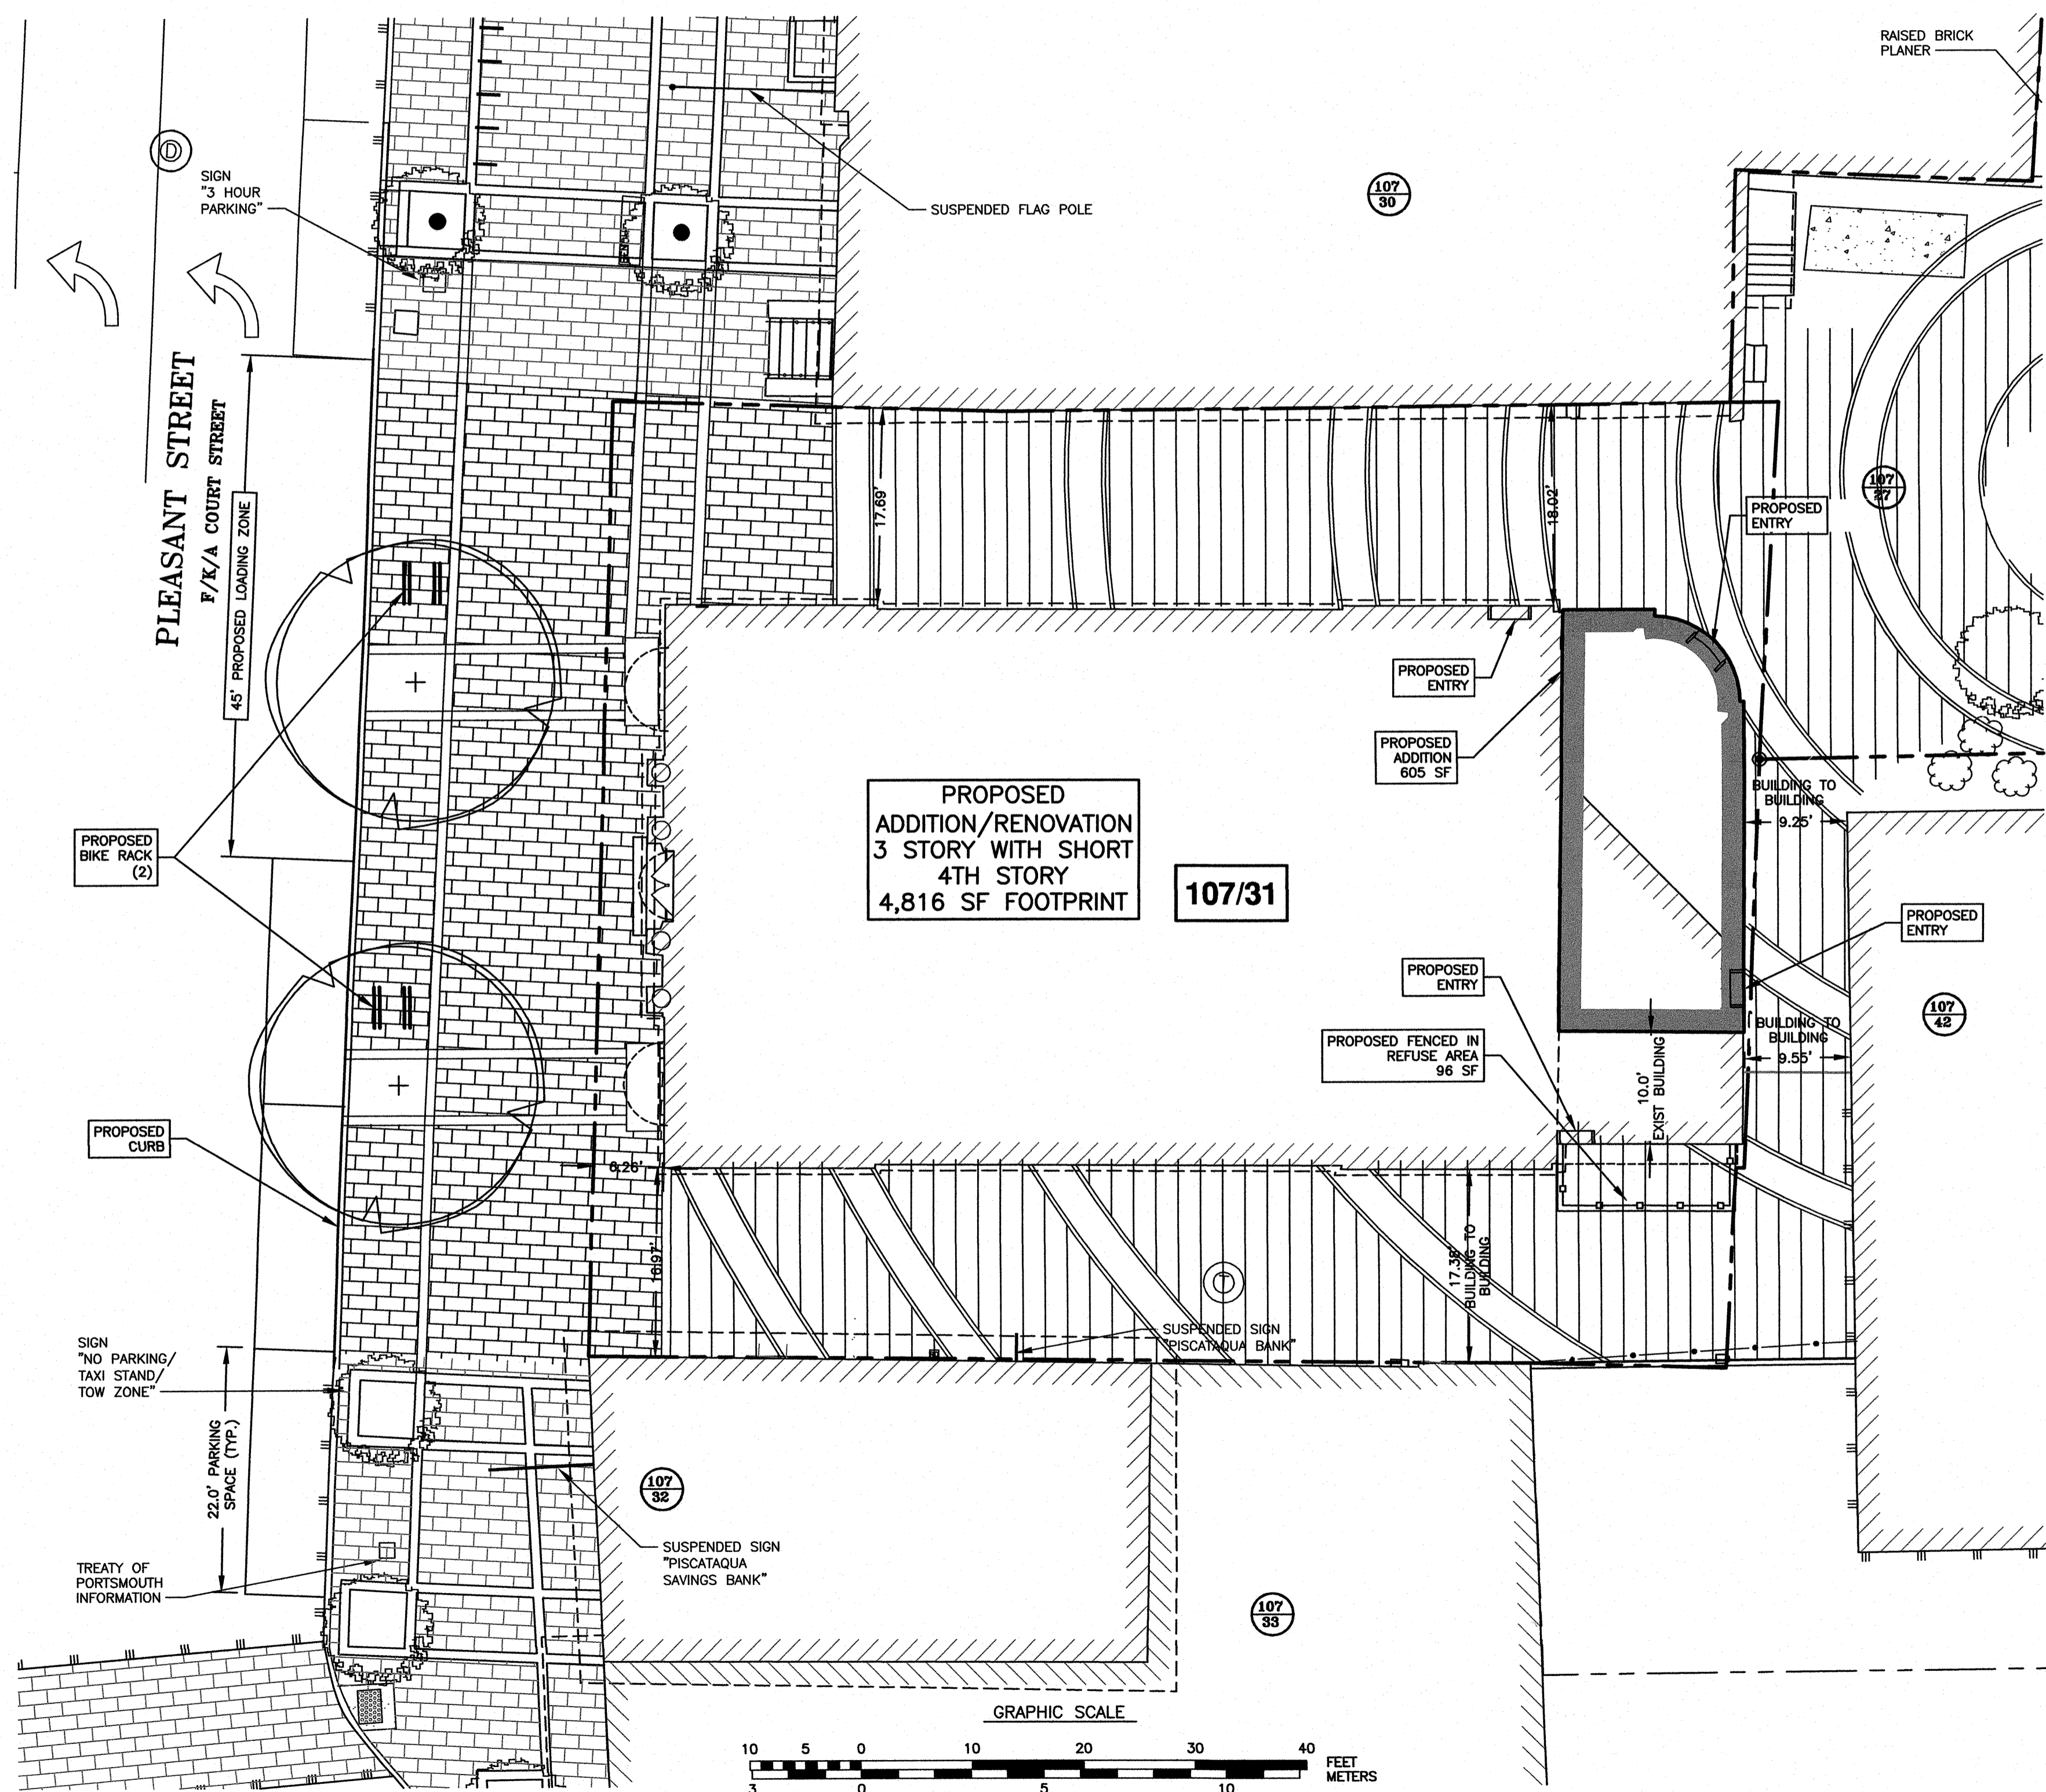 RAISED BRICK
PLANER
D
SIGN
"3 HOUR
PARKING"
SUSPENDED FLAG POLE
107
30
BENCH
PLEASANT STREET
F/K/A COURT STREET
45' PROPOSED LOADING ZONE
17.69'
18.02'
107
27
PROPOSED
ENTRY
PROPOSED
ENTRY
PROPOSED
ADDITION
605 SF
PROPOSED
ADDITION/RENOVATION
3 STORY WITH SHORT
4TH STORY
4,816 SF FOOTPRINT
107/31
BUILDING TO
BUILDING
9.25'
PROPOSED
BIKE RACK
(2)
PROPOSED
ENTRY
PROPOSED
ENTRY
107
42
BUILDING TO
BUILDING
9.55'
PROPOSED FENCED IN
REFUSE AREA
96 SF
10.0'
EXIST BUILDING
PROPOSED
CURB
6.26'
16.97'
17.38'
BUILDING TO
BUILDING
T
SUSPENDED SIGN
"PISCATAQUA BANK"
SIGN
"NO PARKING/
TAXI STAND/
TOW ZONE"
22.0' PARKING
SPACE (TYP.)
107
32
SUSPENDED SIGN
"PISCATAQUA
SAVINGS BANK"
TREATY OF
PORTSMOUTH
INFORMATION
107
33
GRAPHIC SCALE
10 5 0 10 20 30 40 FEET
3 0 5 10 METERS